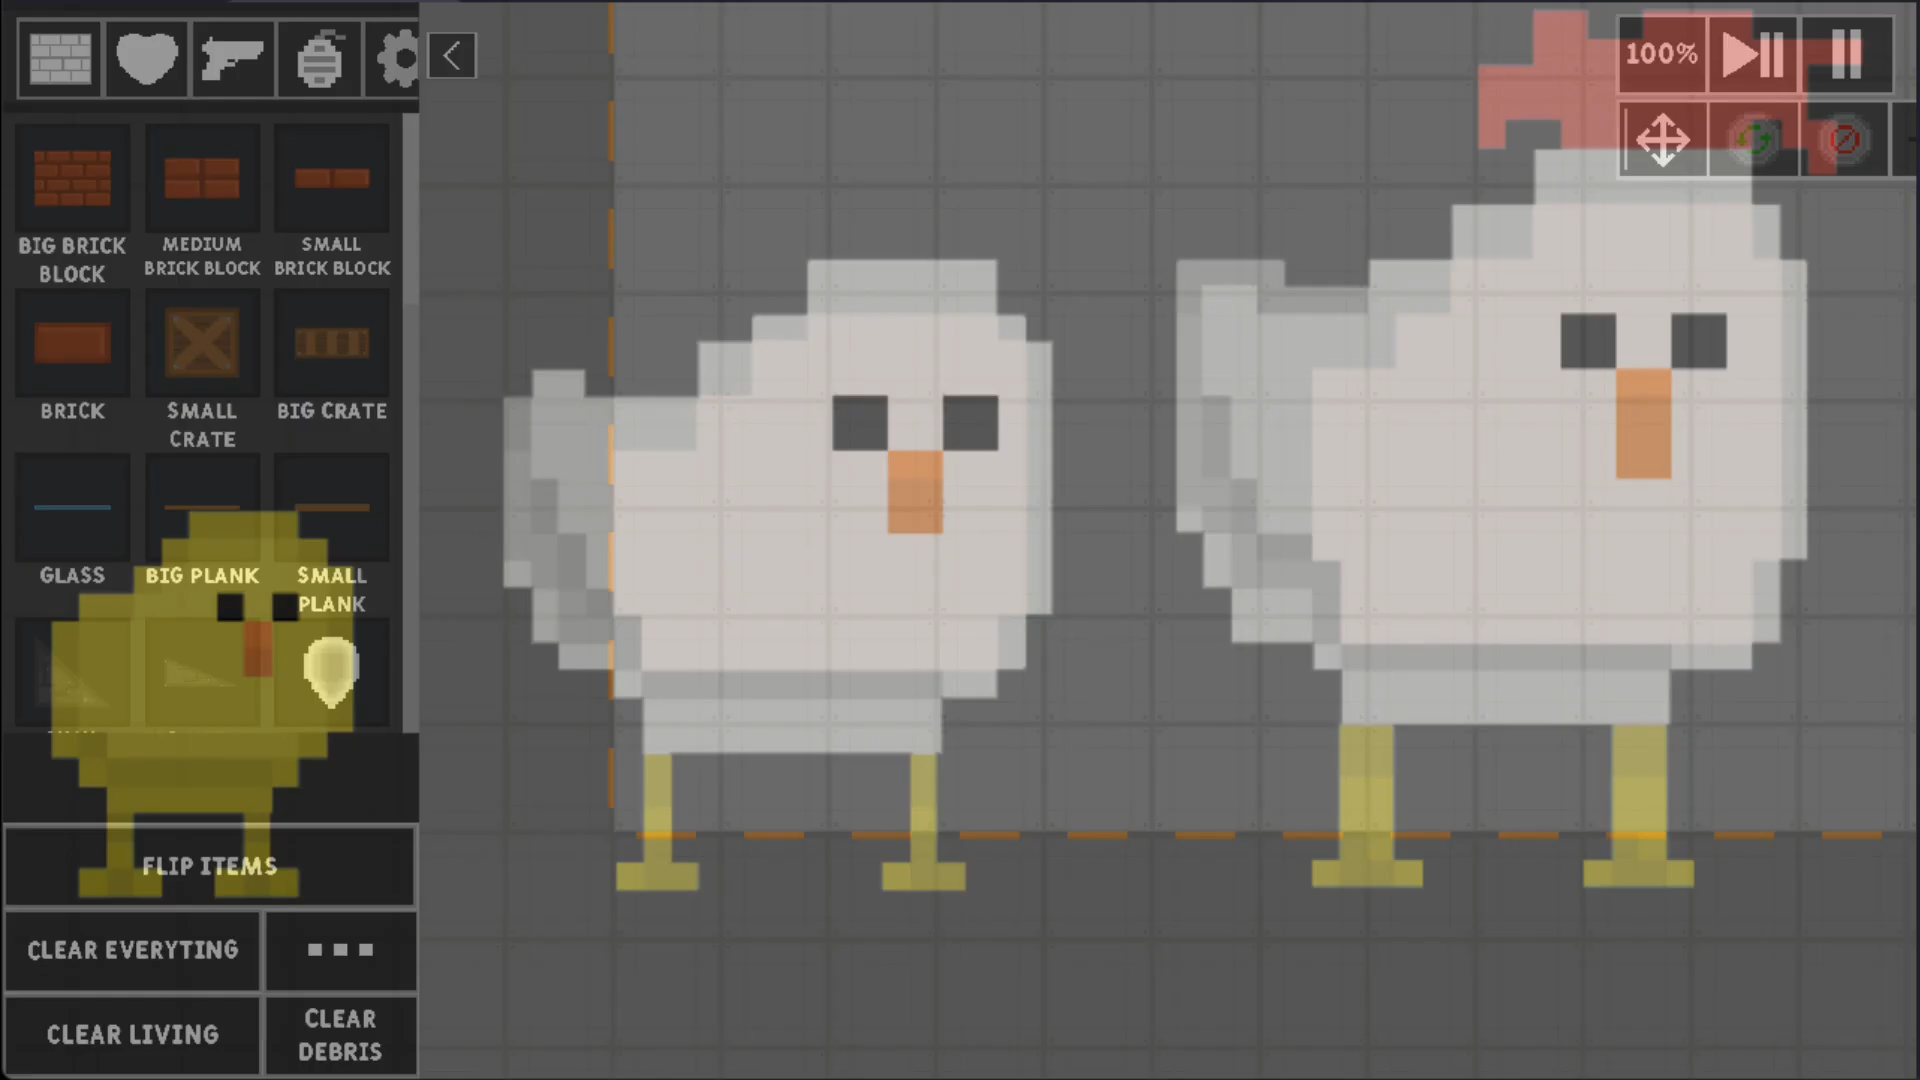 100%
BIG BRICK
BLOCK
MEDIUM
BRICK BLOCK
SMALL
BRICK BLOCK
BRICK
SMALL
CRATE
BIG CRATE
GLASS
BIG PLANK
SMALL
PLANK
FLIP ITEMS
CLEAR EVERYTING
CLEAR LIVING
CLEAR
DEBRIS